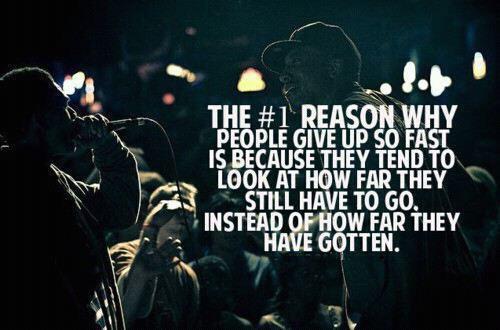 THE #1 REASON WHY
PEOPLE GIVE UP SO FAST
IS BECAUSE THEY TEND TO
LOOK AT HOW FAR THEY
STILL HAVE TO GO,
INSTEAD OF HOW FAR THEY
HAVE GOTTEN.